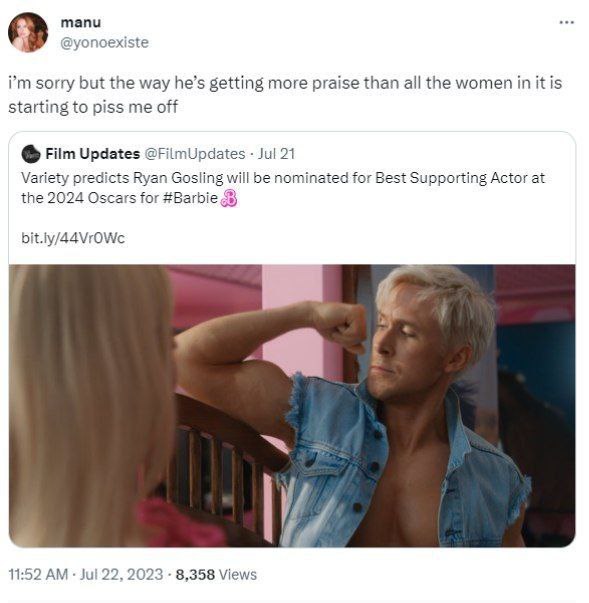 manu
@yonoexiste
i'm sorry but the way he's getting more praise than all the women in it is
starting to piss me off
Film Updates @FilmUpdates · Jul 21
Variety predicts Ryan Gosling will be nominated for Best Supporting Actor at
the 2024 Oscars for #Barbie
bit.ly/44Vr0Wc
11:52 AM · Jul 22, 2023 · 8,358 Views